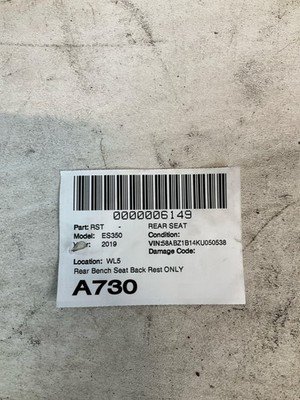 0000006149
Part: RST - REAR SEAT
Model: ES350 Condition:
2019 VIN:58ABZ1B14KU050538
Damage Code:
Location: WL5
Rear Bench Seat Back Rest ONLY
A730